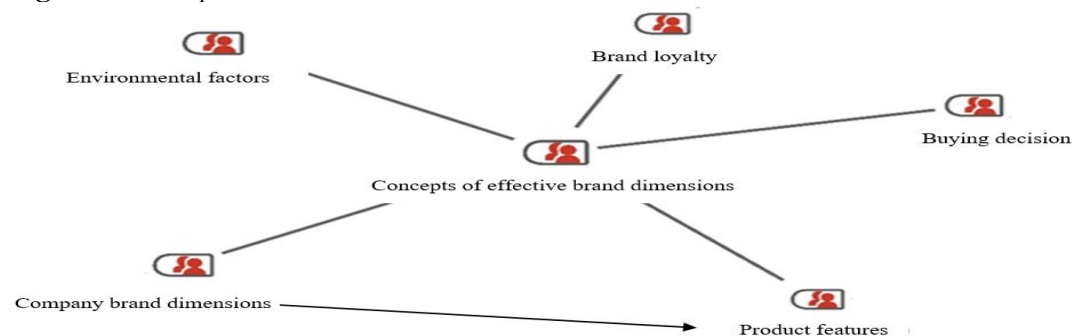 Brand loyalty
Environmental factors
Buying decision
Concepts of effective brand dimensions
Company brand dimensions
Product features